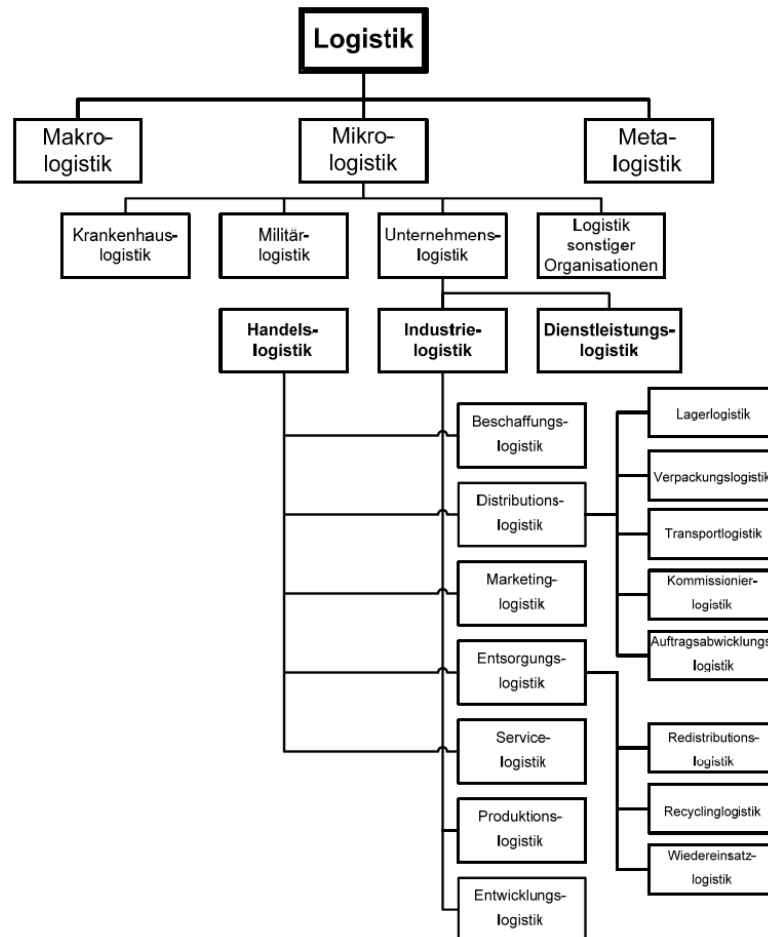 Logistik
Makro-
logistik
Mikro-
logistik
Meta-
logistik
Krankenhaus-
logistik
Militär-
logistik
Unternehmens-
logistik
Logistik
sonstiger
Organisationen
Handels-
logistik
Industrie-
logistik
Dienstleistungs-
logistik
Beschaffungs-
logistik
Distributions-
logistik
Marketing-
logistik
Entsorgungs-
logistik
Service-
logistik
Produktions-
logistik
Entwicklungs-
logistik
Lagerlogistik
Verpackungslogistik
Transportlogistik
Kommissionier-
logistik
Auftragsabwicklungs
logistik
Redistributions-
logistik
Recyclinglogistik
Wiedereinsatz-
logistik